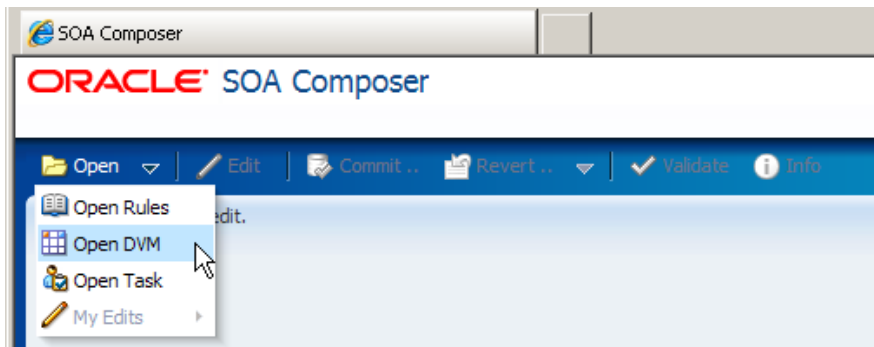 SOA Composer
ORACLE SOA Composer
Open Edit Commit .. Revert .. Validate Info
Open Rules
edit.
Open DVM
Open Task
My Edits